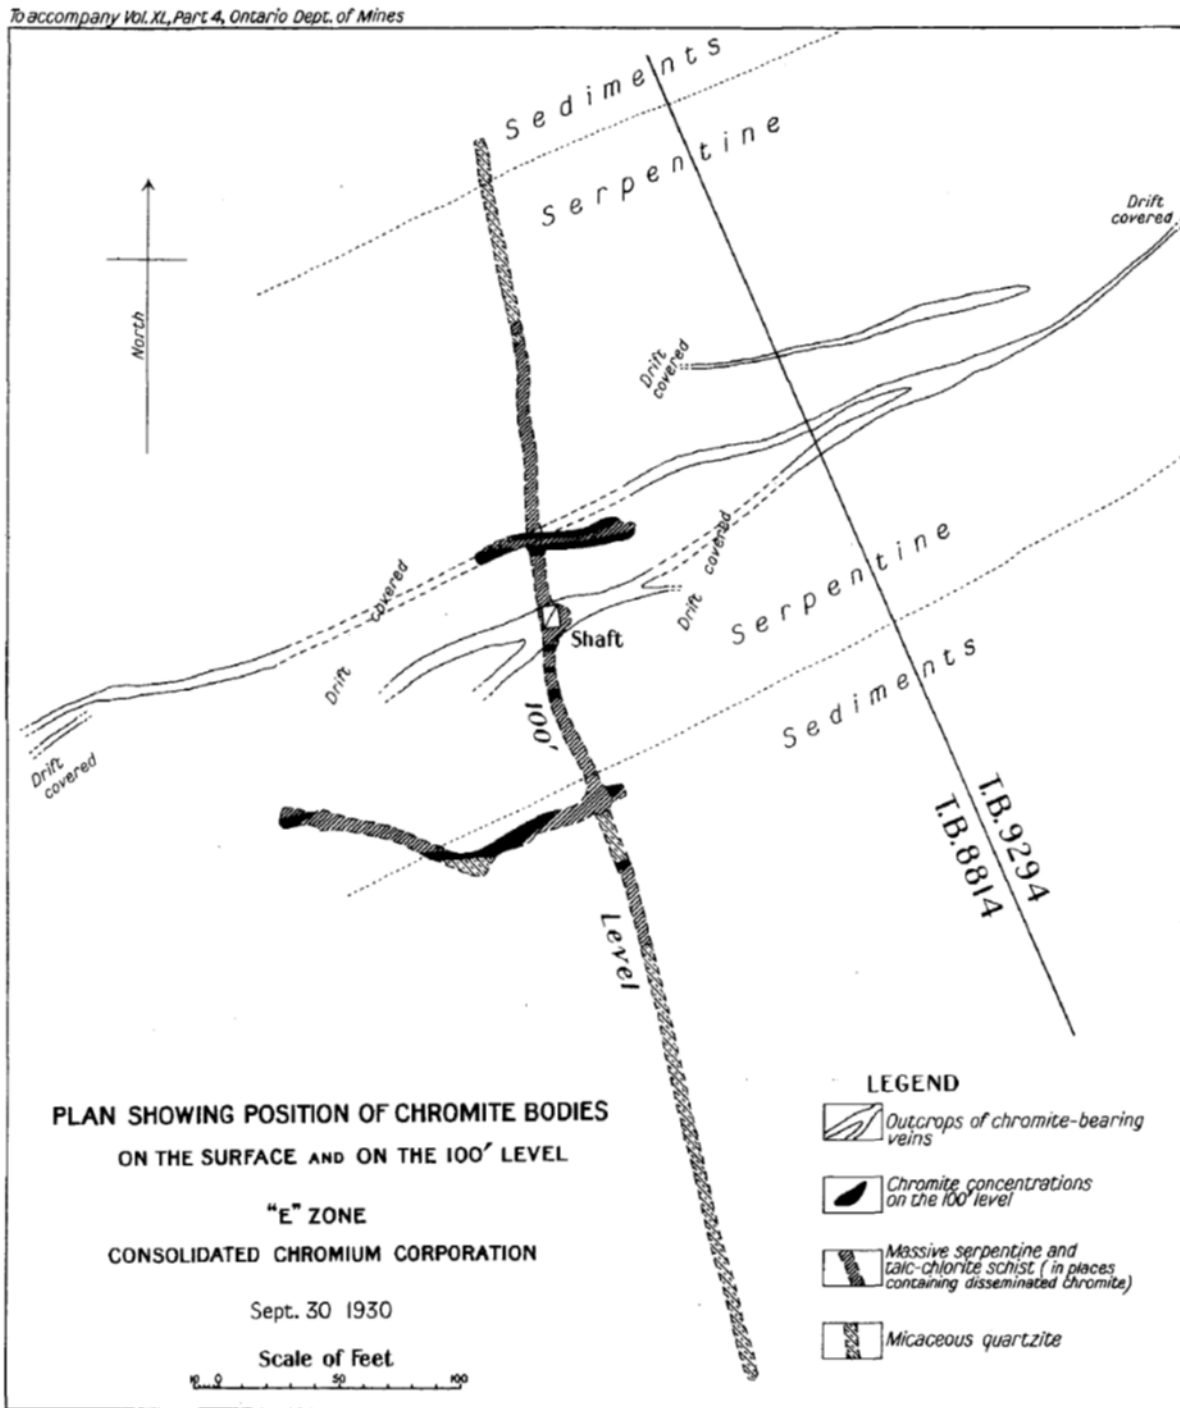 To accompany Vol. XL, Part 4, Ontario Dept. of Mines
Sediments
Serpentine
North
Drift
covered
Drift
covered
covered
Drift
covered
Drift
Serpentine
Shaft
Drift
Sediments
100'
Drift
covered
T.B. 9294
T.B. 8814
Level
PLAN SHOWING POSITION OF CHROMITE BODIES
ON THE SURFACE AND ON THE 100' LEVEL
"E" ZONE
CONSOLIDATED CHROMIUM CORPORATION
Sept. 30 1930
Scale of Feet
10 0 50 100
LEGEND
Outcrops of chromite-bearing
veins
Chromite concentrations
on the 100' level
Massive serpentine and
talc-chlorite schist (in places
containing disseminated chromite)
Micaceous quartzite